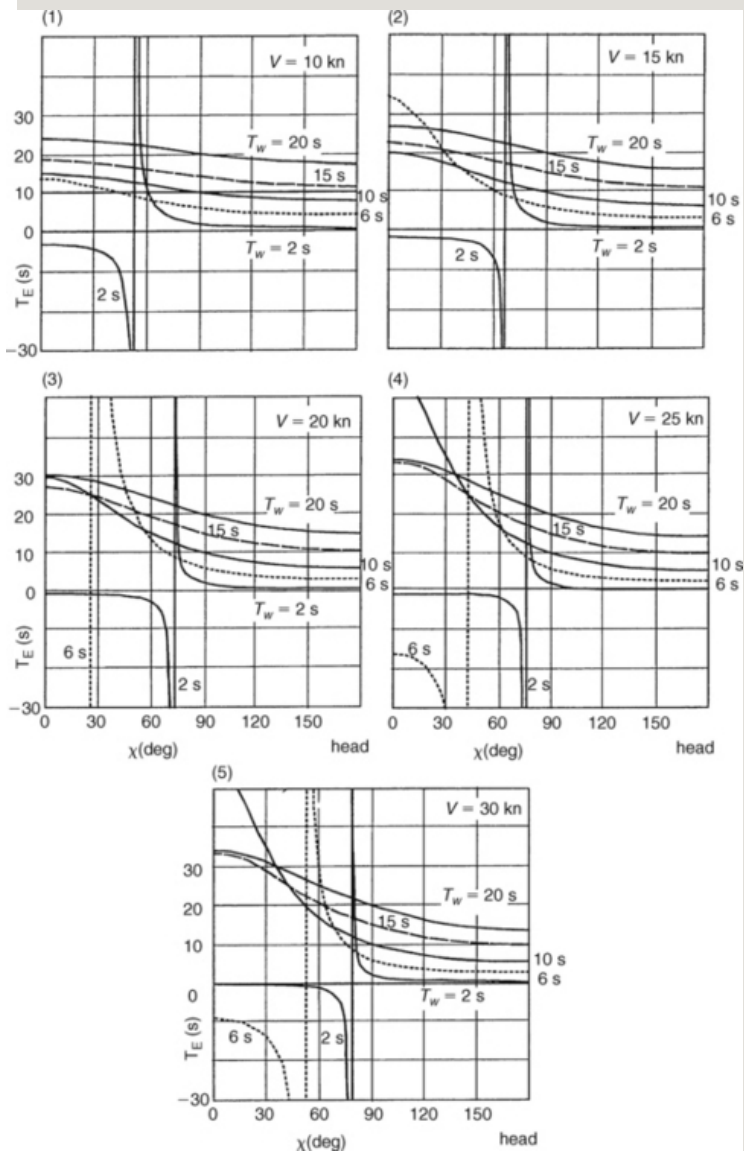 (1)
V = 10 kn
30
T_w = 20 s
20
15 s
10
10 s
6 s
0
T_w = 2 s
2 s
T_E (s)
−30
(2)
V = 15 kn
T_w = 20 s
15 s
10 s
6 s
2 s
T_w = 2 s
(3)
V = 20 kn
30
T_w = 20 s
20
15 s
10
10 s
6 s
0
T_w = 2 s
6 s
2 s
T_E (s)
−30
0 30 60 90 120 150
χ(deg) head
(4)
V = 25 kn
T_w = 20 s
15 s
10 s
6 s
T_w = 2 s
6 s
2 s
0 30 60 90 120 150
χ(deg) head
(5)
V = 30 kn
30
T_w = 20 s
20
15 s
10
10 s
6 s
0
T_w = 2 s
6 s
2 s
T_E (s)
−30
0 30 60 90 120 150
χ(deg) head